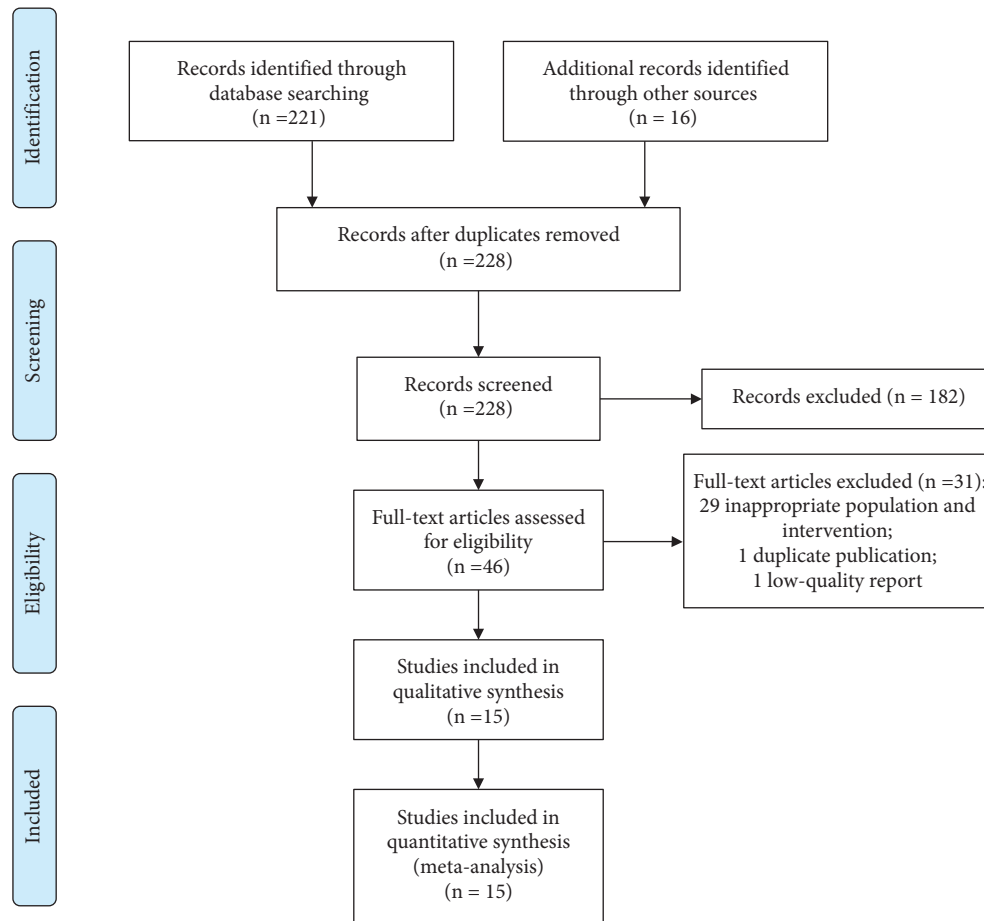 Identification
Records identified through
database searching
(n =221)
Additional records identified
through other sources
(n = 16)
Records after duplicates removed
(n =228)
Screening
Records screened
(n =228)
Records excluded (n = 182)
Eligibility
Full-text articles assessed
for eligibility
(n =46)
Full-text articles excluded (n =31):
29 inappropriate population and
intervention;
1 duplicate publication;
1 low-quality report
Studies included in
qualitative synthesis
(n =15)
Included
Studies included in
quantitative synthesis
(meta-analysis)
(n = 15)